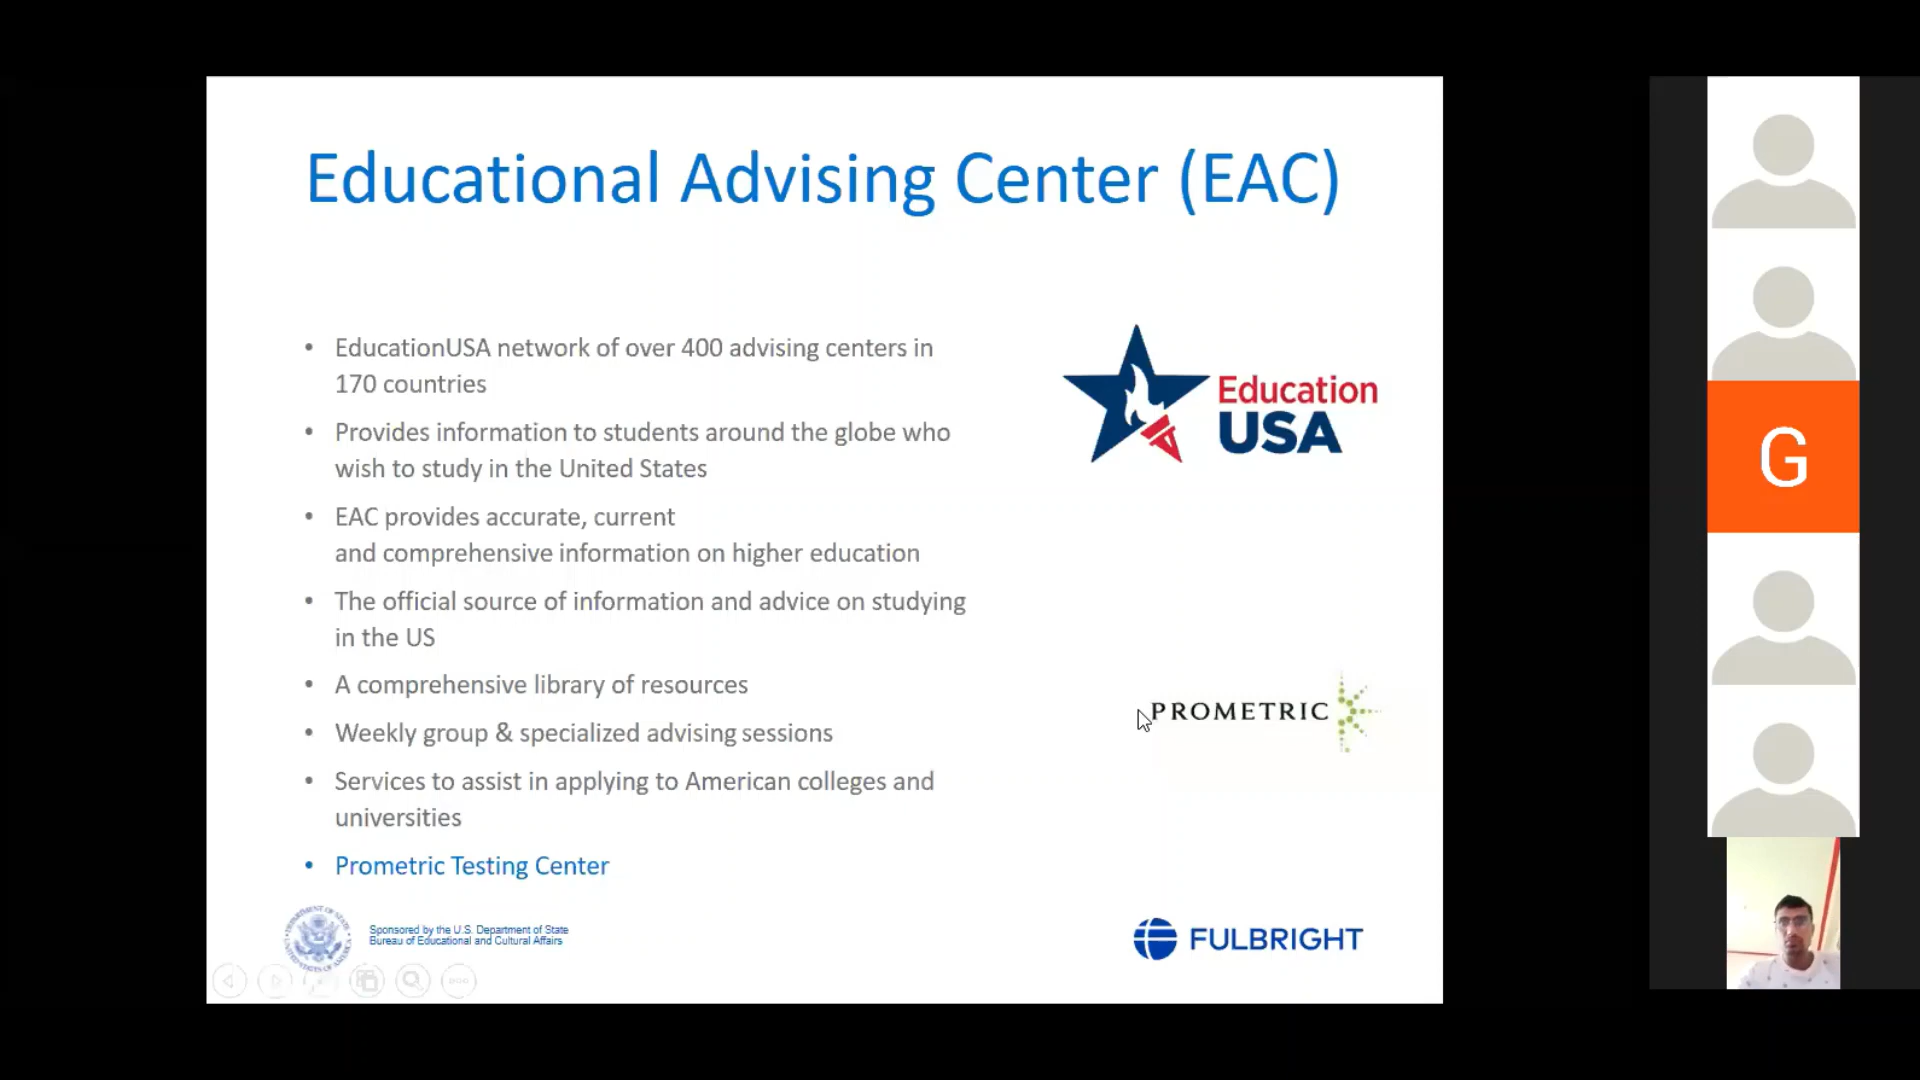 Educational Advising Center (EAC)
• EducationUSA network of over 400 advising centers in
170 countries
• Provides information to students around the globe who
wish to study in the United States
• EAC provides accurate, current
and comprehensive information on higher education
• The official source of information and advice on studying
in the US
• A comprehensive library of resources
• Weekly group & specialized advising sessions
• Services to assist in applying to American colleges and
universities
• Prometric Testing Center
Education
USA
PROMETRIC
Sponsored by the U.S. Department of State
Bureau of Educational and Cultural Affairs
FULBRIGHT
G